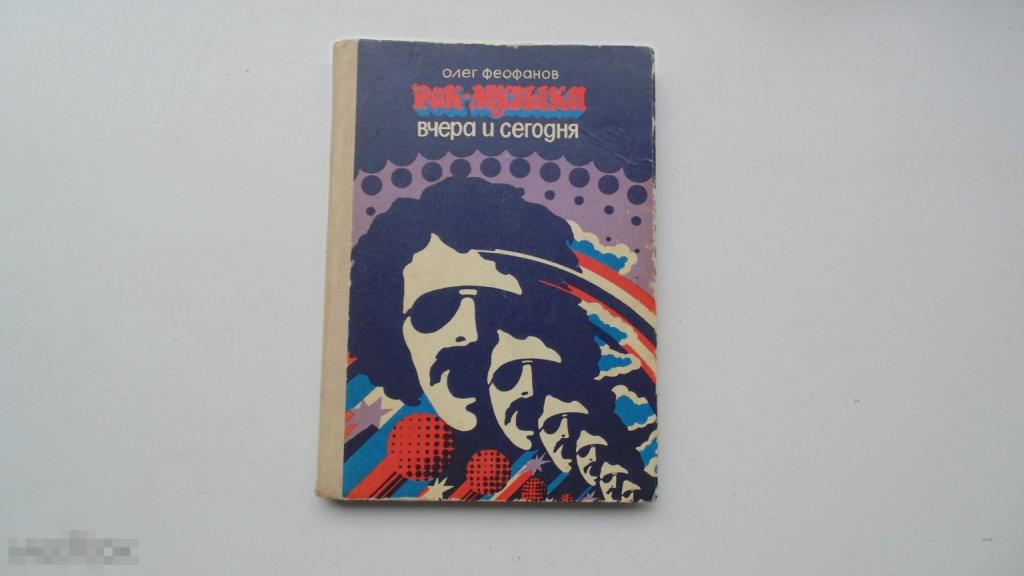 олег феофанов
рок-музыка
вчера и сегодня